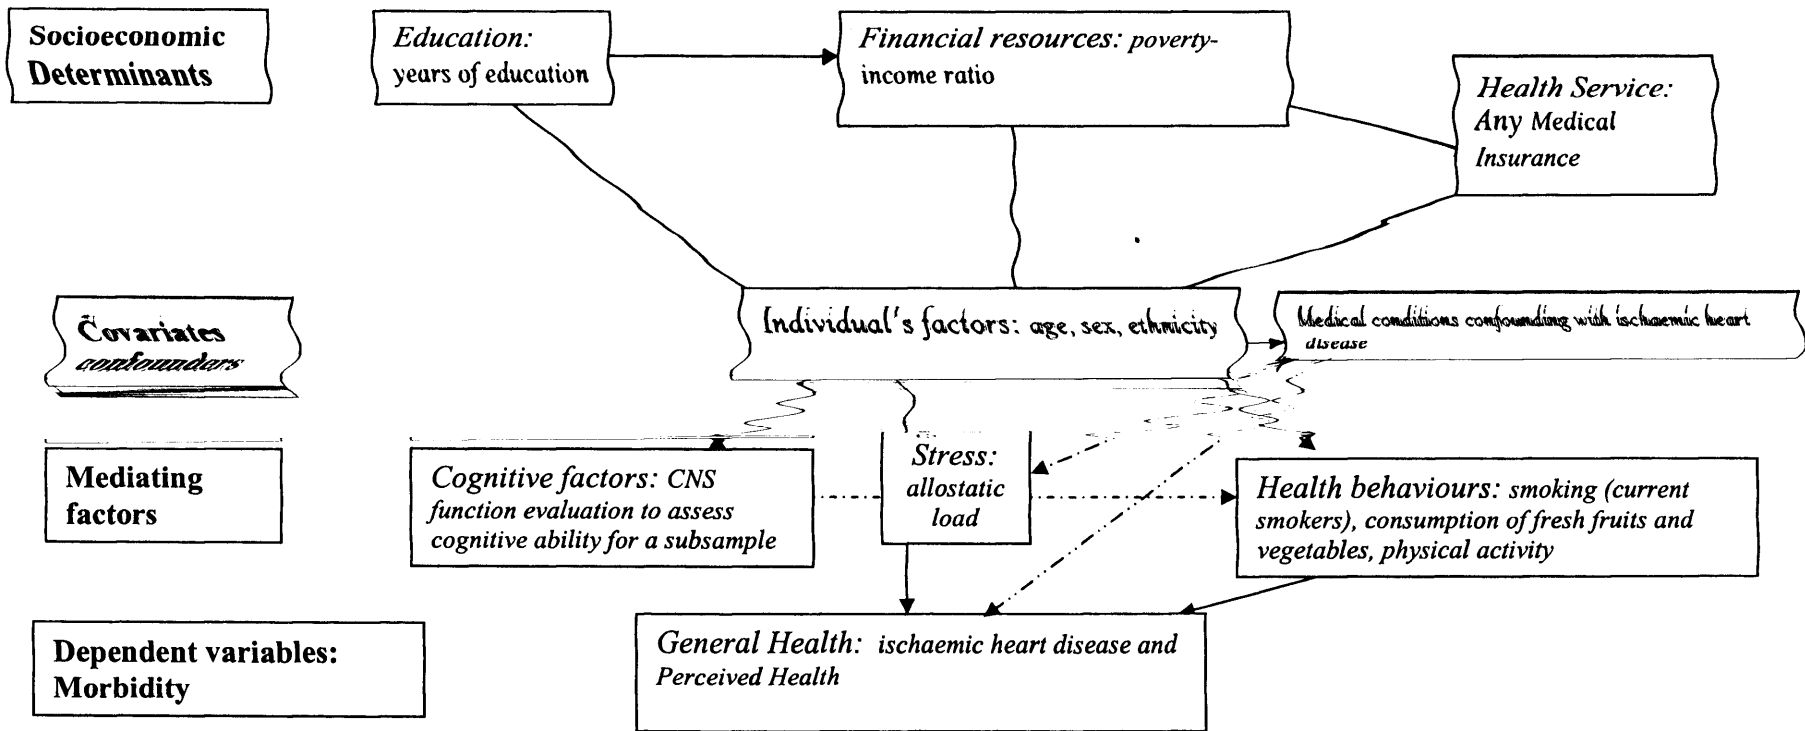 Socioeconomic
Determinants
Education:
years of education
Financial resources: poverty-
income ratio
Health Service:
Any Medical
Insurance
Covariates
confounders
Individual's factors: age, sex, ethnicity
Medical conditions confounding with ischaemic heart
disease
Mediating
factors
Cognitive factors: CNS
function evaluation to assess
cognitive ability for a subsample
Stress:
allostatic
load
Health behaviours: smoking (current
smokers), consumption of fresh fruits and
vegetables, physical activity
Dependent variables:
Morbidity
General Health: ischaemic heart disease and
Perceived Health